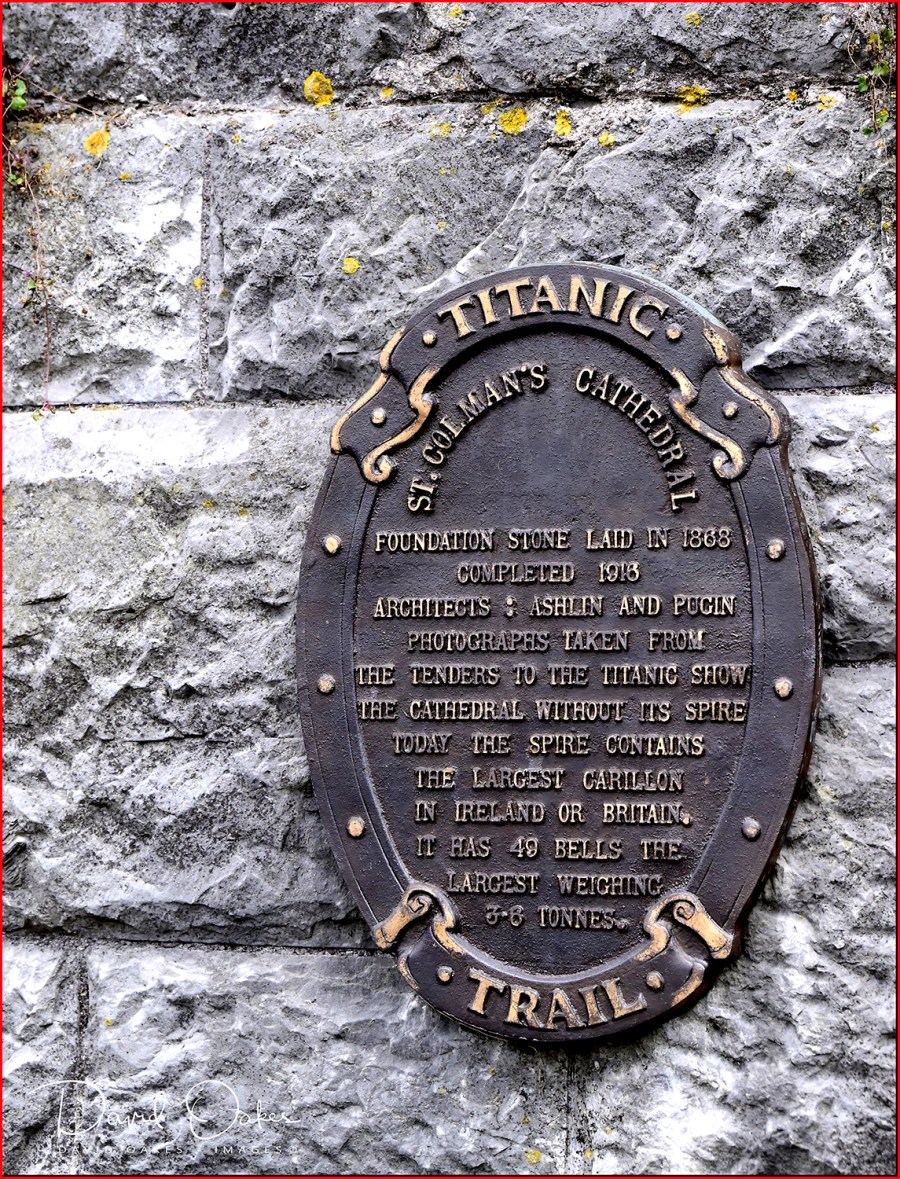 TITANIC
ST. COLMAN'S CATHEDRAL
FOUNDATION STONE LAID IN 1868
COMPLETED 1916
ARCHITECTS : ASHLIN AND PUGIN
PHOTOGRAPHS TAKEN FROM
THE TENDERS TO THE TITANIC SHOW
THE CATHEDRAL WITHOUT ITS SPIRE
TODAY THE SPIRE CONTAINS
THE LARGEST CARILLON
IN IRELAND OR BRITAIN.
IT HAS 49 BELLS THE
LARGEST WEIGHING
3·6 TONNES.
TRAIL
David Oakes
DAVID OAKES IMAGES